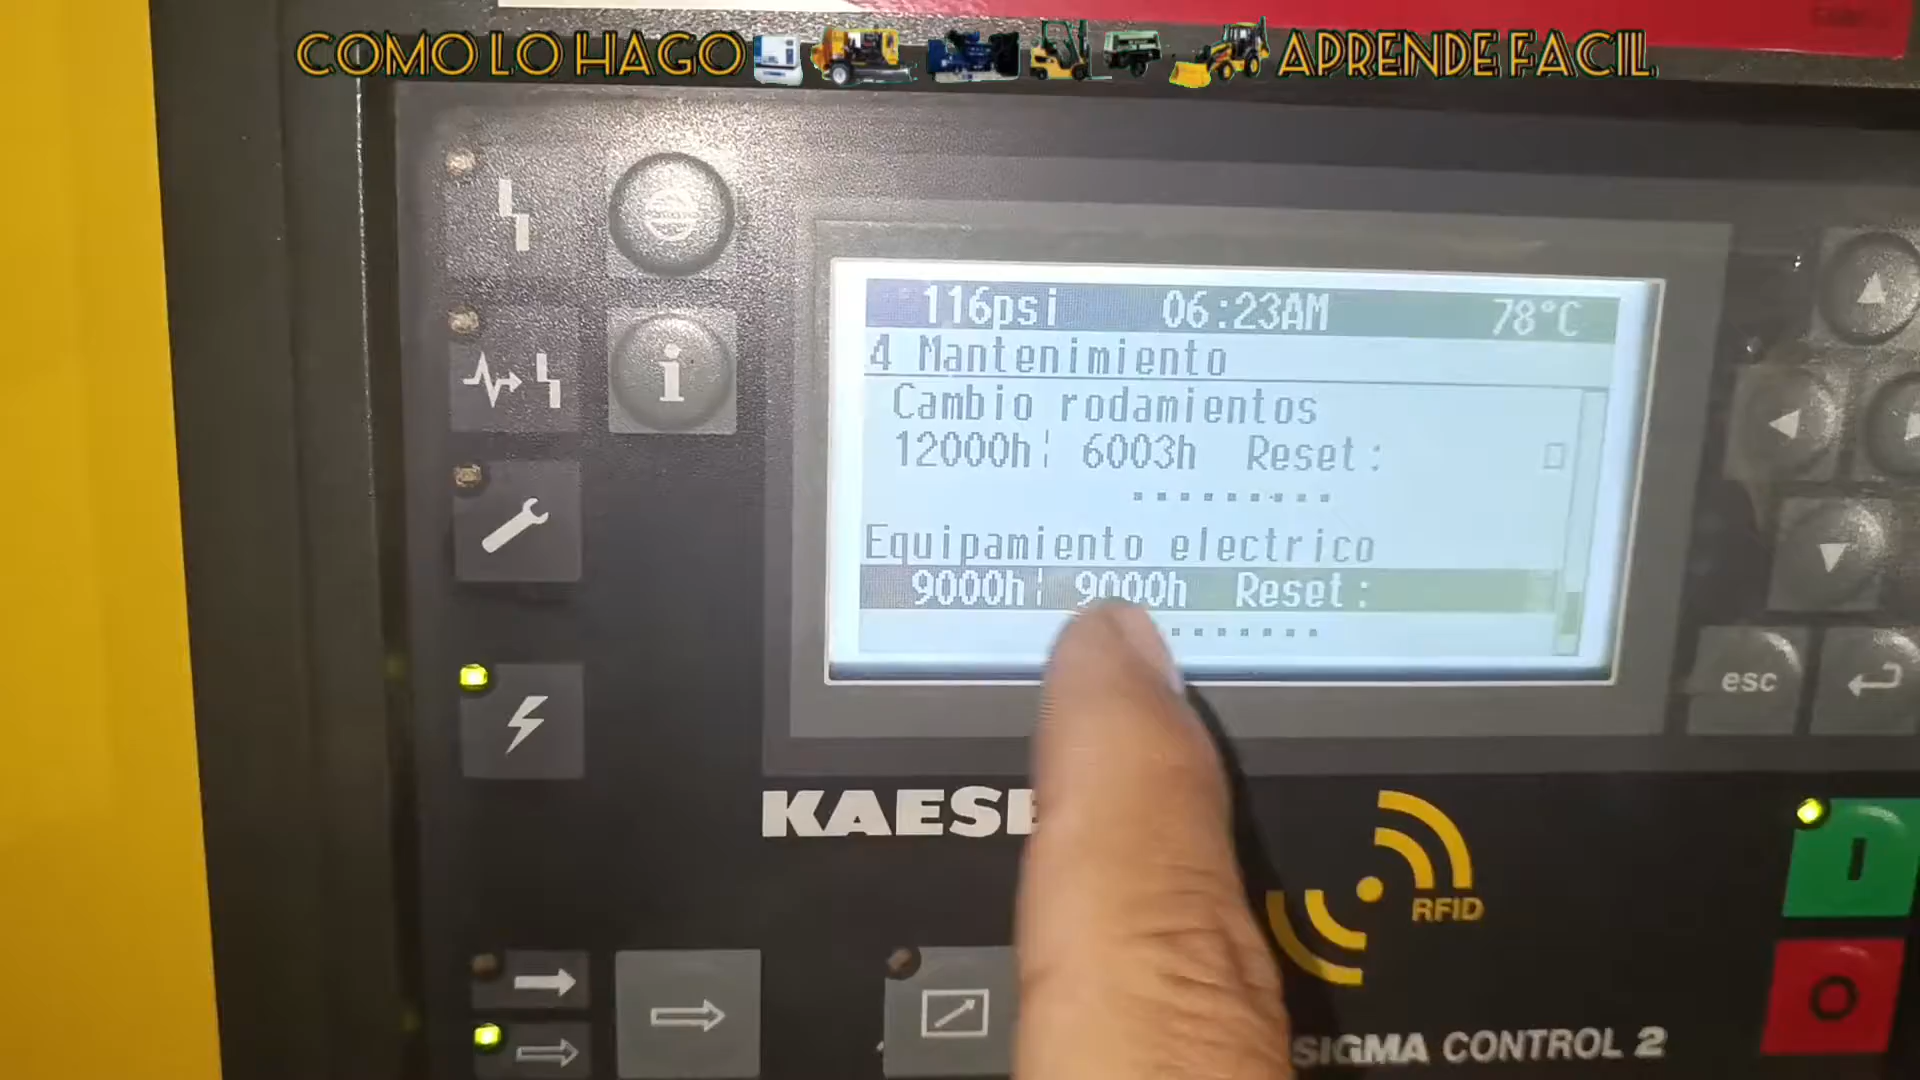 COMO LO HAGO APRENDE FACIL
116psi 06:23AM 78°C
4 Mantenimiento
Cambio rodamientos
12000h¦ 6003h Reset:
Equipamiento electrico
9000h¦ 9000h Reset:
i
esc
KAESE
RFID
I
O
SIGMA CONTROL 2